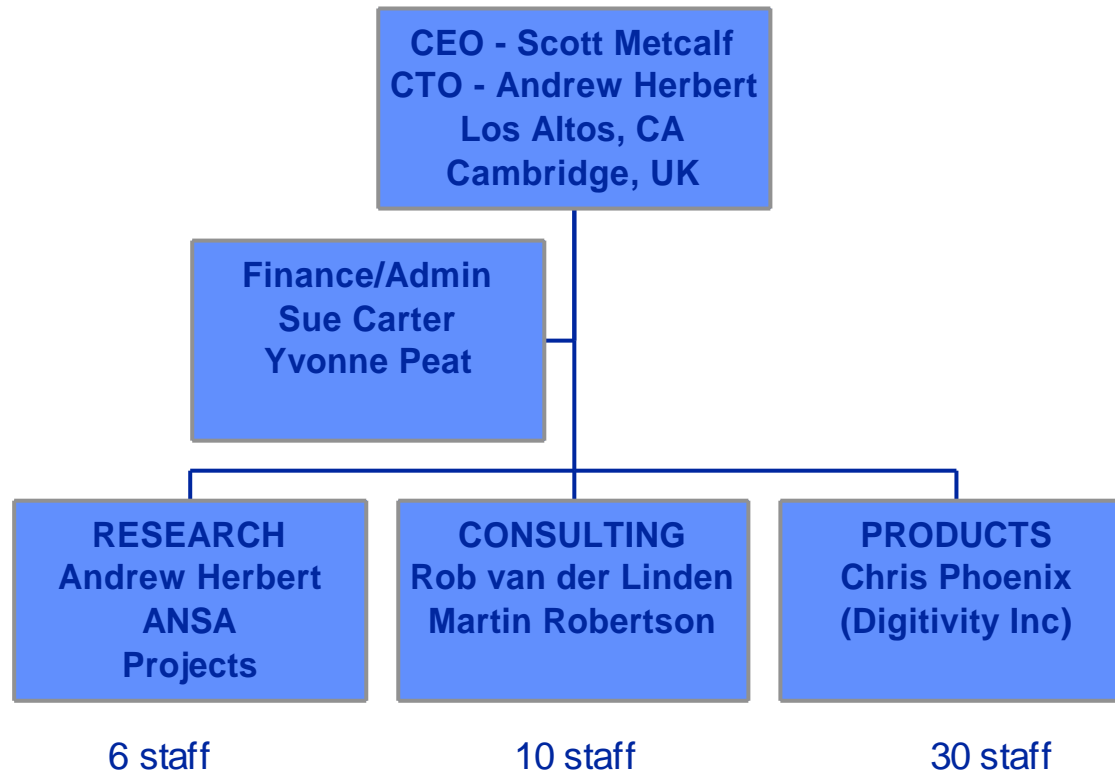 CEO - Scott Metcalf
CTO - Andrew Herbert
Los Altos, CA
Cambridge, UK
Finance/Admin
Sue Carter
Yvonne Peat
RESEARCH
Andrew Herbert
ANSA
Projects
CONSULTING
Rob van der Linden
Martin Robertson
PRODUCTS
Chris Phoenix
(Digitivity Inc)
6 staff
10 staff
30 staff